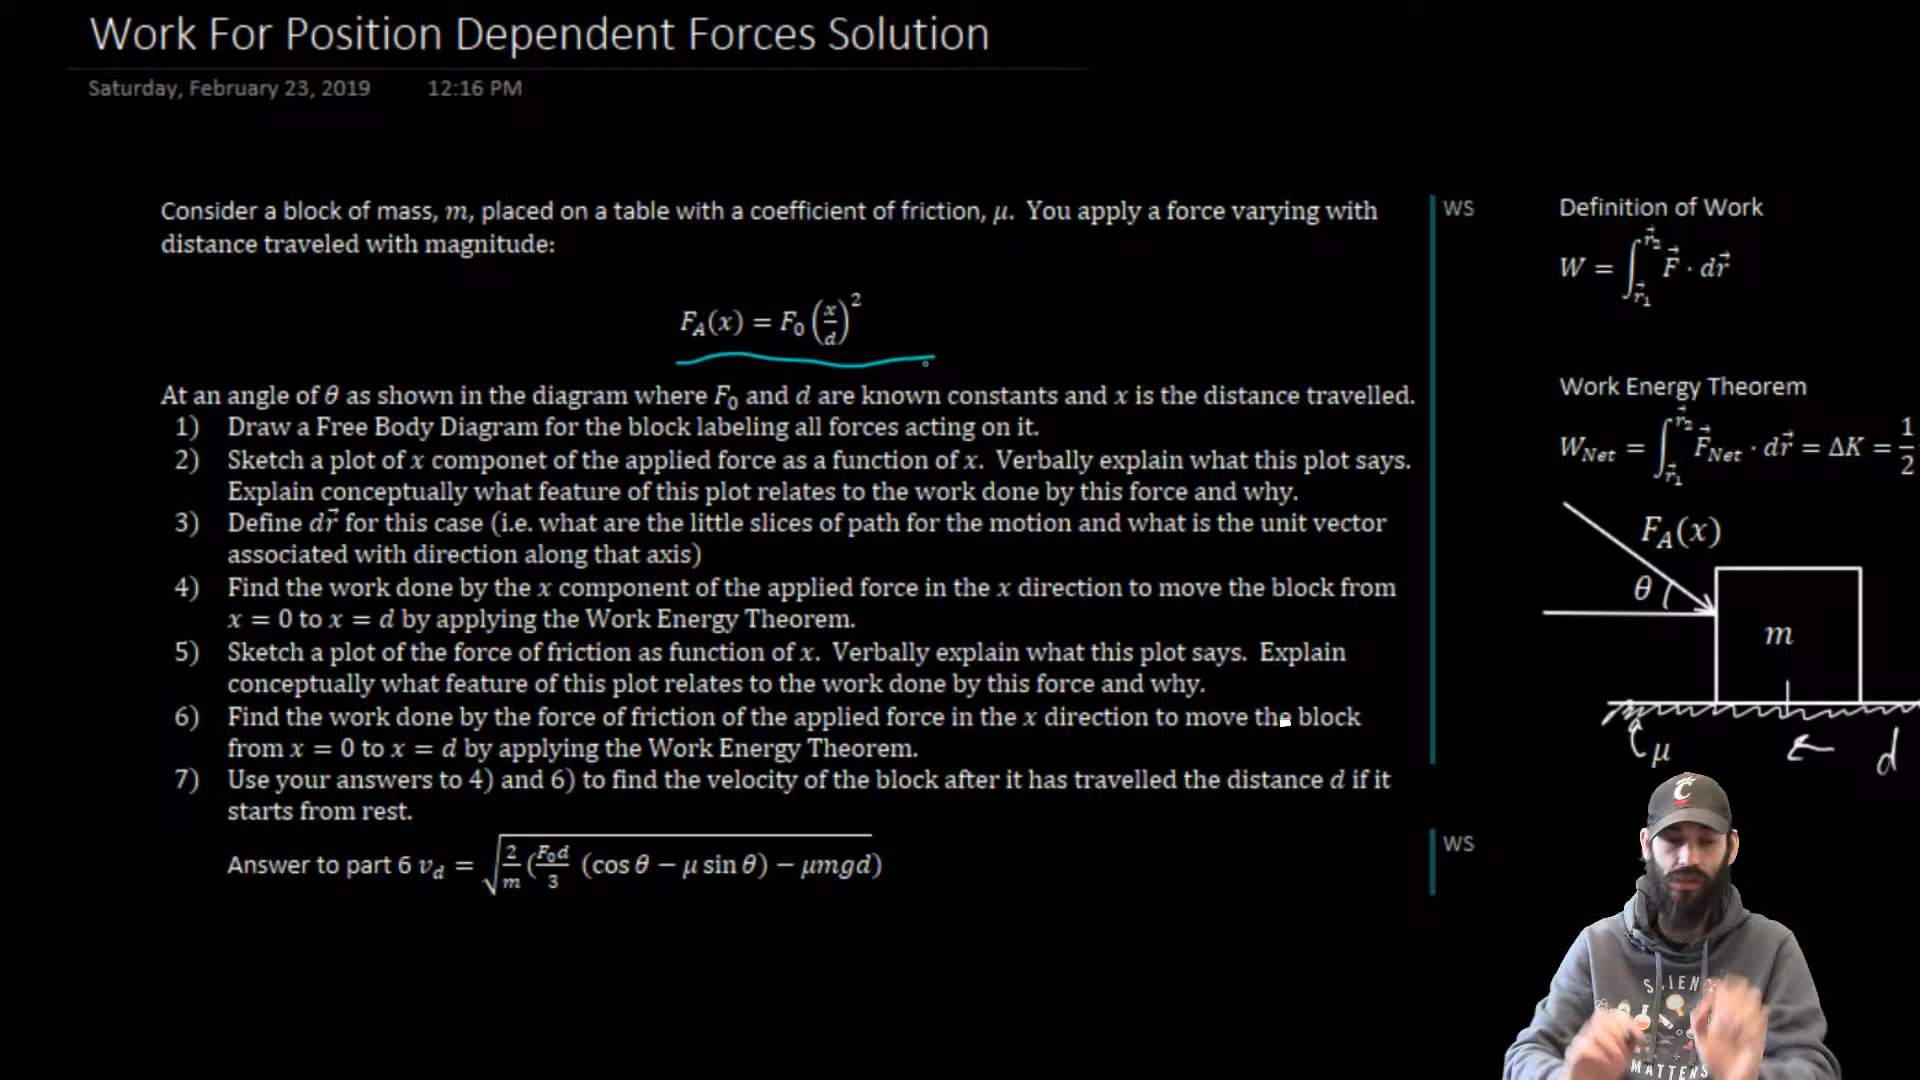 Work For Position Dependent Forces Solution
Saturday, February 23, 2019 12:16 PM
Consider a block of mass, m, placed on a table with a coefficient of friction, μ. You apply a force varying with
distance traveled with magnitude:
F_A(x) = F_0 (x/d)^2
At an angle of θ as shown in the diagram where F_0 and d are known constants and x is the distance travelled.
1) Draw a Free Body Diagram for the block labeling all forces acting on it.
2) Sketch a plot of x componet of the applied force as a function of x. Verbally explain what this plot says.
Explain conceptually what feature of this plot relates to the work done by this force and why.
3) Define dr⃗ for this case (i.e. what are the little slices of path for the motion and what is the unit vector
associated with direction along that axis)
4) Find the work done by the x component of the applied force in the x direction to move the block from
x = 0 to x = d by applying the Work Energy Theorem.
5) Sketch a plot of the force of friction as function of x. Verbally explain what this plot says. Explain
conceptually what feature of this plot relates to the work done by this force and why.
6) Find the work done by the force of friction of the applied force in the x direction to move the block
from x = 0 to x = d by applying the Work Energy Theorem.
7) Use your answers to 4) and 6) to find the velocity of the block after it has travelled the distance d if it
starts from rest.
Answer to part 6 v_d = √(2/m (F_0d/3 (cos θ − μ sin θ) − μmgd)
WS
WS
Definition of Work
W = ∫_{r⃗_1}^{r⃗_2} F⃗ · dr⃗
Work Energy Theorem
W_Net = ∫_{r⃗_1}^{r⃗_2} F⃗_Net · dr⃗ = ΔK = 1/2
F_A(x)
θ
m
μ
d
C
SCIENC
MATTERS